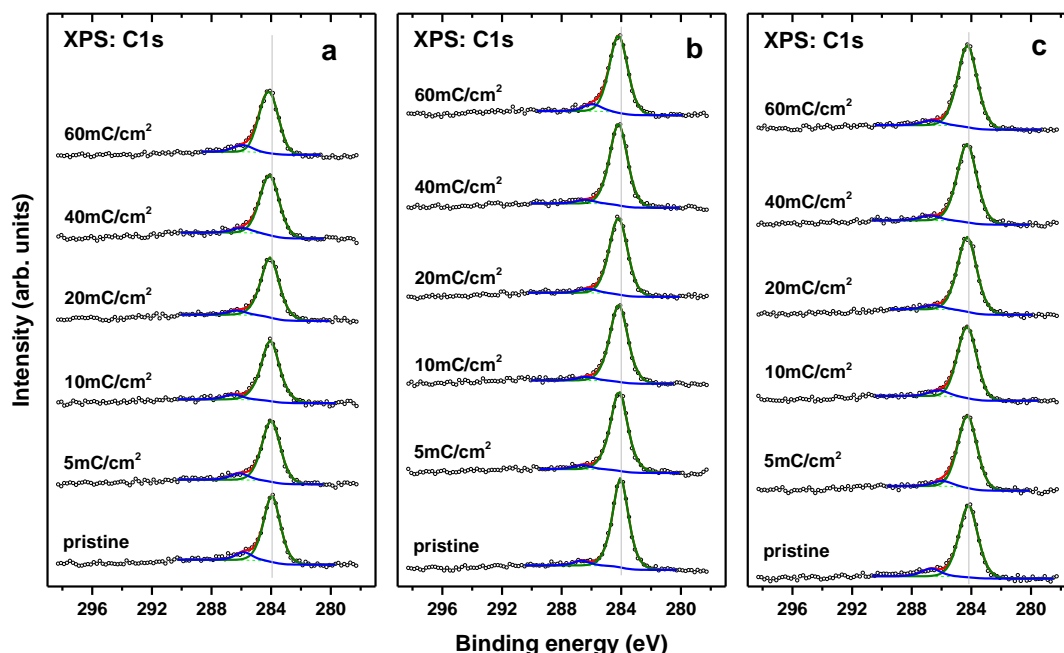 XPS: C1s
a
60mC/cm²
40mC/cm²
20mC/cm²
10mC/cm²
5mC/cm²
pristine
296 292 288 284 280
XPS: C1s
b
60mC/cm²
40mC/cm²
20mC/cm²
10mC/cm²
5mC/cm²
pristine
296 292 288 284 280
XPS: C1s
c
60mC/cm²
40mC/cm²
20mC/cm²
10mC/cm²
5mC/cm²
pristine
296 292 288 284 280
Intensity (arb. units)
Binding energy (eV)